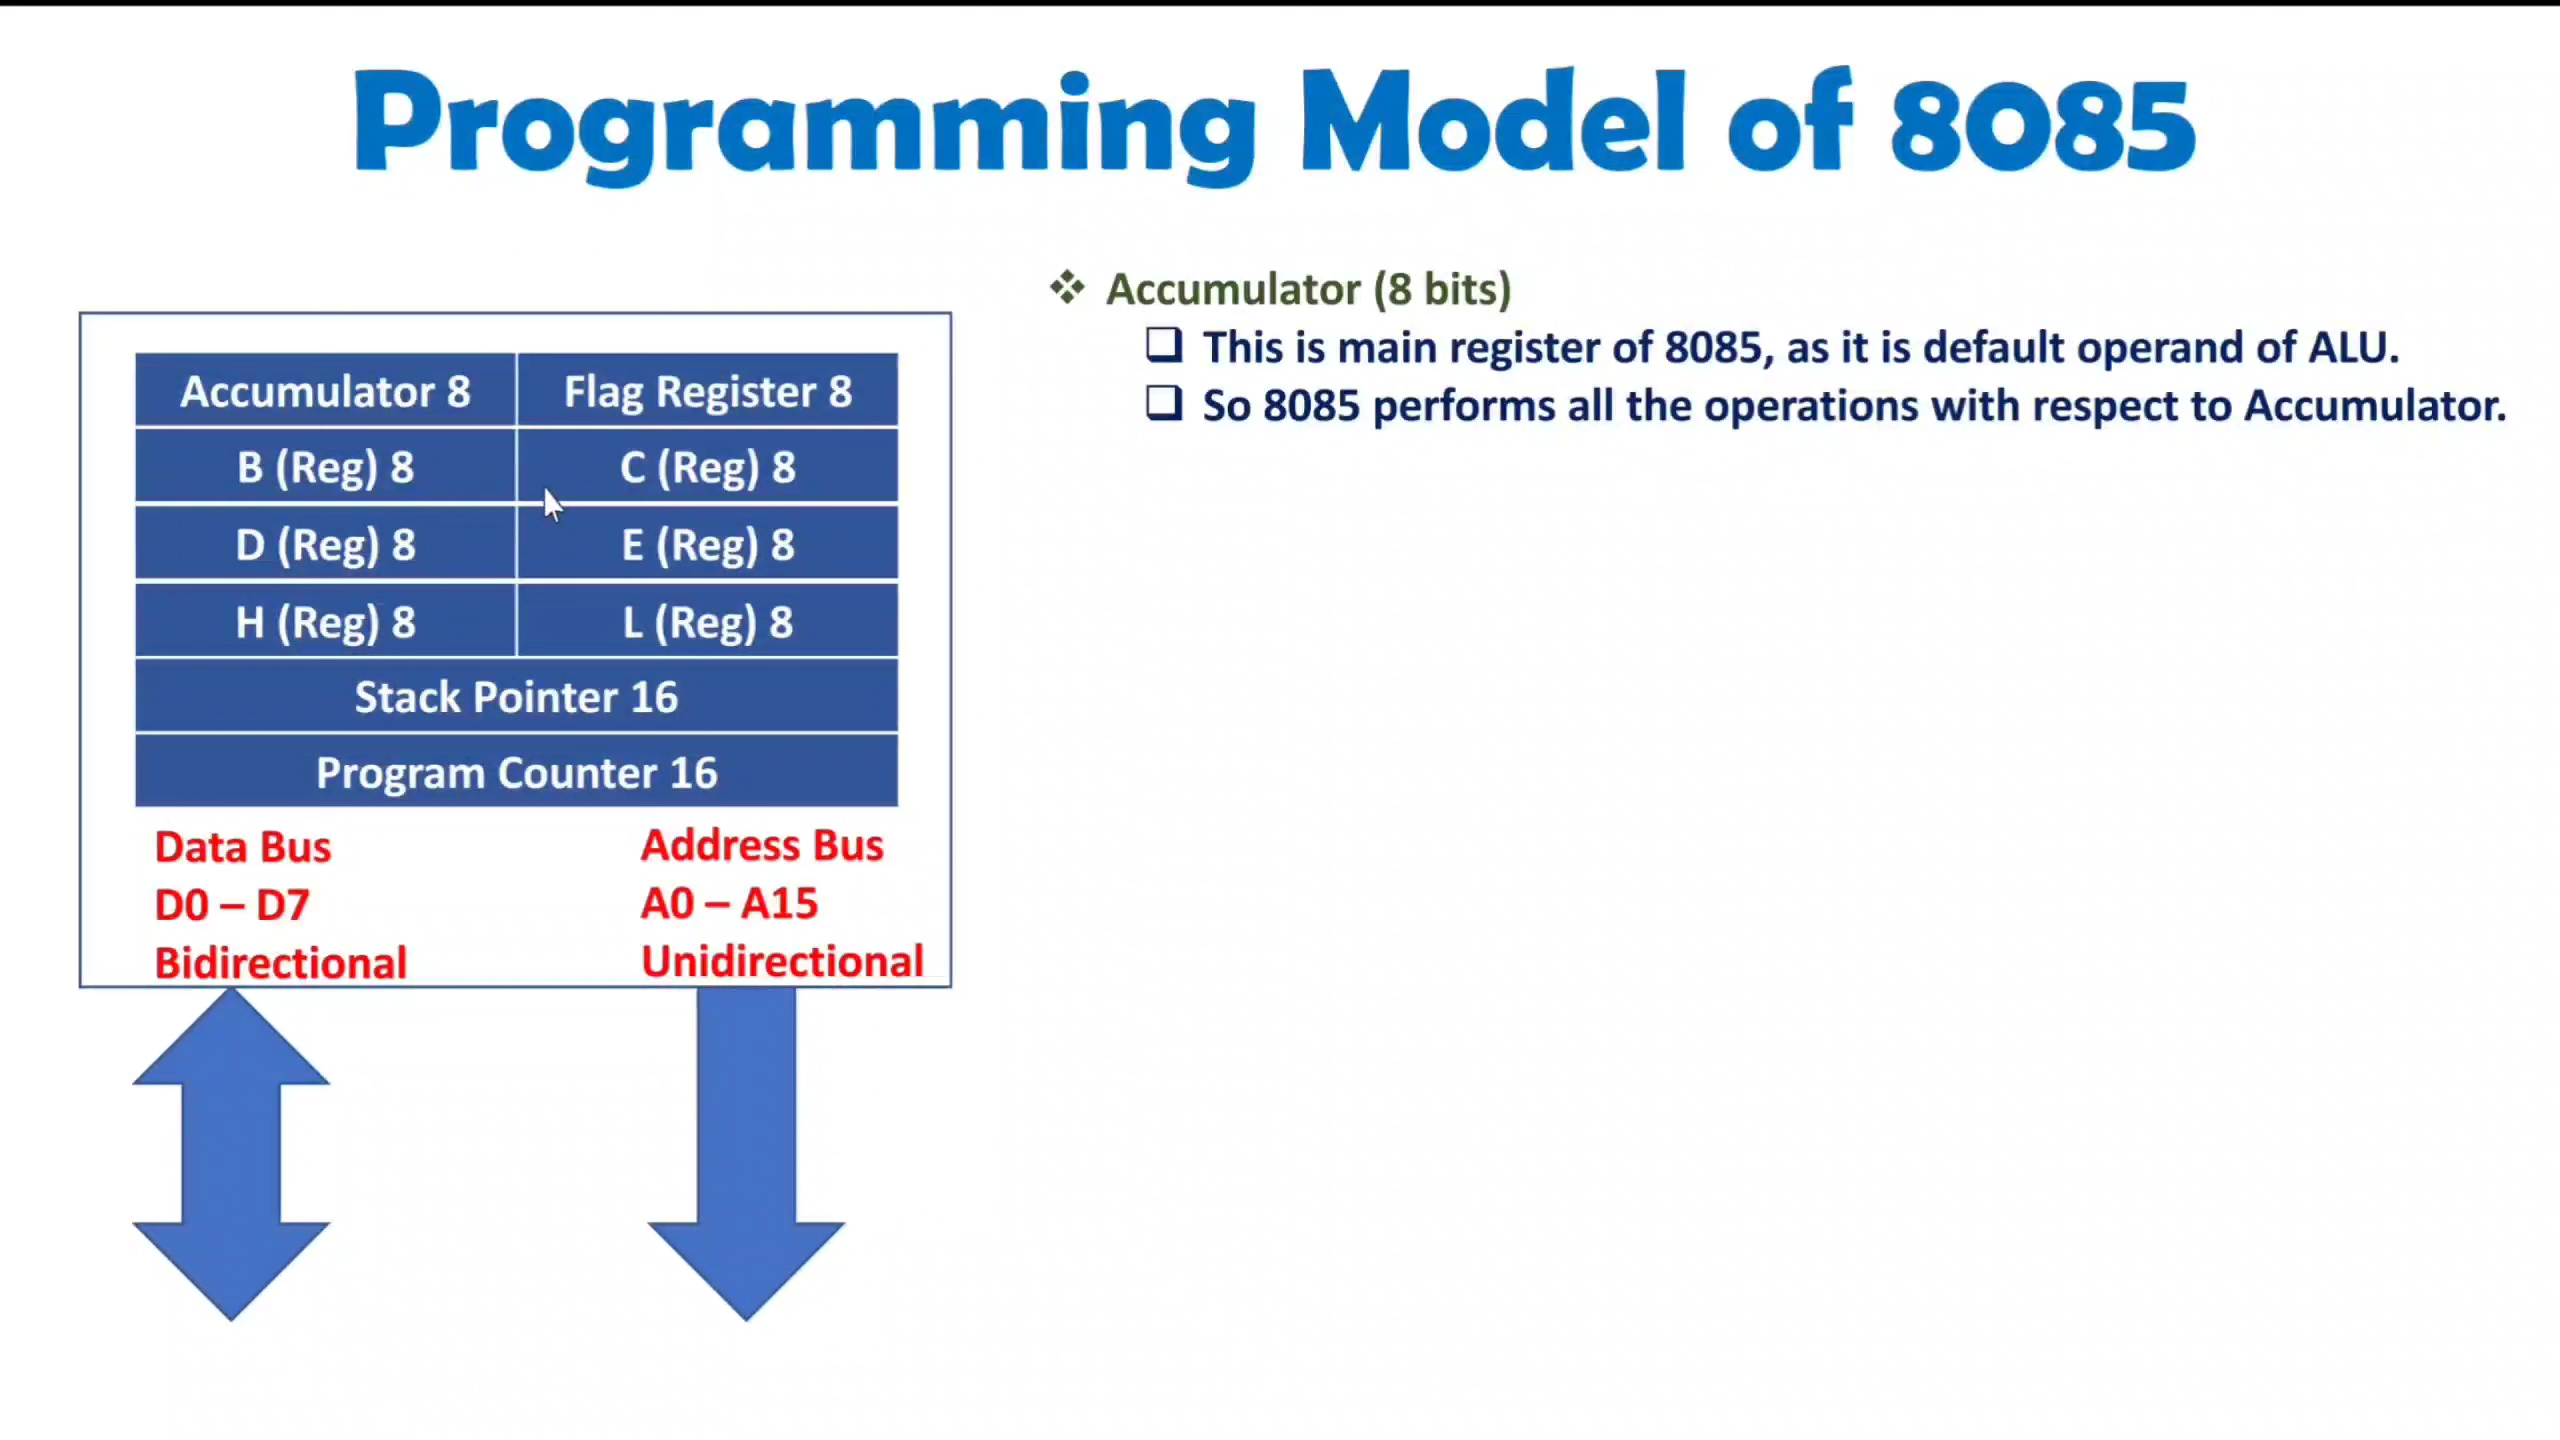 Programming Model of 8085
Accumulator 8 Flag Register 8
B (Reg) 8 C (Reg) 8
D (Reg) 8 E (Reg) 8
H (Reg) 8 L (Reg) 8
Stack Pointer 16
Program Counter 16
Data Bus Address Bus
D0 – D7 A0 – A15
Bidirectional Unidirectional
❖ Accumulator (8 bits)
❑ This is main register of 8085, as it is default operand of ALU.
❑ So 8085 performs all the operations with respect to Accumulator.